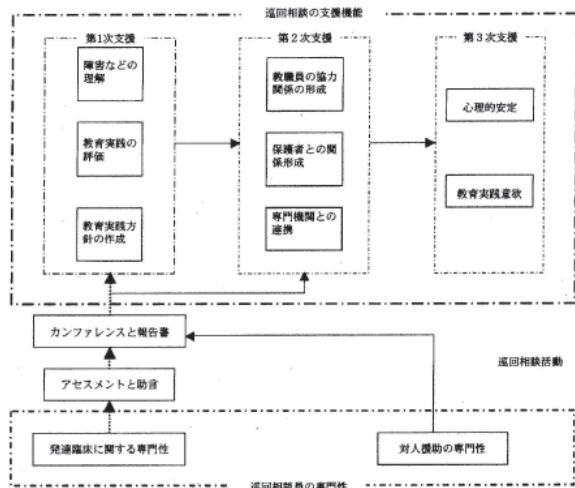 巡回相談の支援機能
第1次支援
障害などの
理解
教育実践の
評価
教育実践方
針の作成
第2次支援
教職員の協力
関係の形成
保護者との関
係形成
専門機関との
連携
第3次支援
心理的安定
教育実践意欲
カンファレンスと報告書
アセスメントと助言
巡回相談活動
発達臨床に関する専門性
対人援助の専門性
巡回相談員の専門性